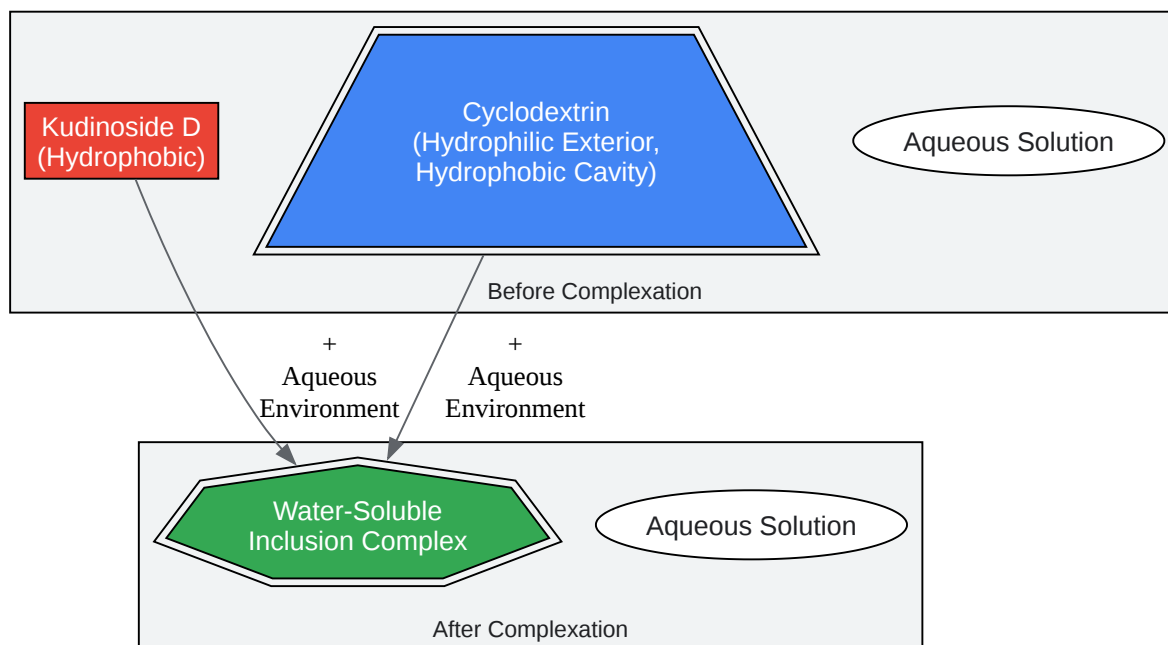 Kudinoside D
(Hydrophobic)
Cyclodextrin
(Hydrophilic Exterior,
Hydrophobic Cavity)
Aqueous Solution
Before Complexation
+
Aqueous
Environment
+
Aqueous
Environment
Water-Soluble
Inclusion Complex
Aqueous Solution
After Complexation